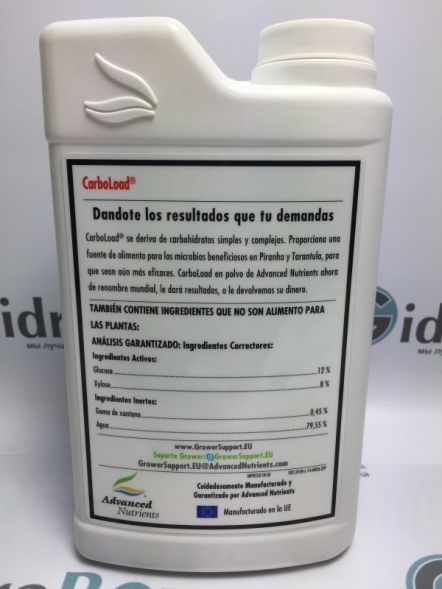 CarboLoad®
Dandote los resultados que tu demandas
CarboLoad® se deriva de carbohidratos simples y complejos. Proporciona una
fuente de alimento para los microbios beneficiosos en Piranha y Tarantula, para
que sean aún más eficaces. CarboLoad en polvo de Advanced Nutrients ahora
de renombre mundial, le dará resultados, o le devolvemos su dinero.
TAMBIÉN CONTIENE INGREDIENTES QUE NO SON ALIMENTO PARA
LAS PLANTAS:
ANÁLISIS GARANTIZADO: Ingredientes Correctores:
Ingredientes Activos:
Glucosa 12 %
Xylose 8 %
Ingredientes Inertes:
Goma de xantano 0,45 %
Agua 79,55 %
www.GrowerSupport.EU
Soporte Grower: GrowerSupport.EU
GrowerSupport.EU@AdvancedNutrients.com
IMPRESO EN UE
Cuidadosamente Manufacturado y
Garantizado por Advanced Nutrients
Advanced
Nutrients
Manufacturado en la UE